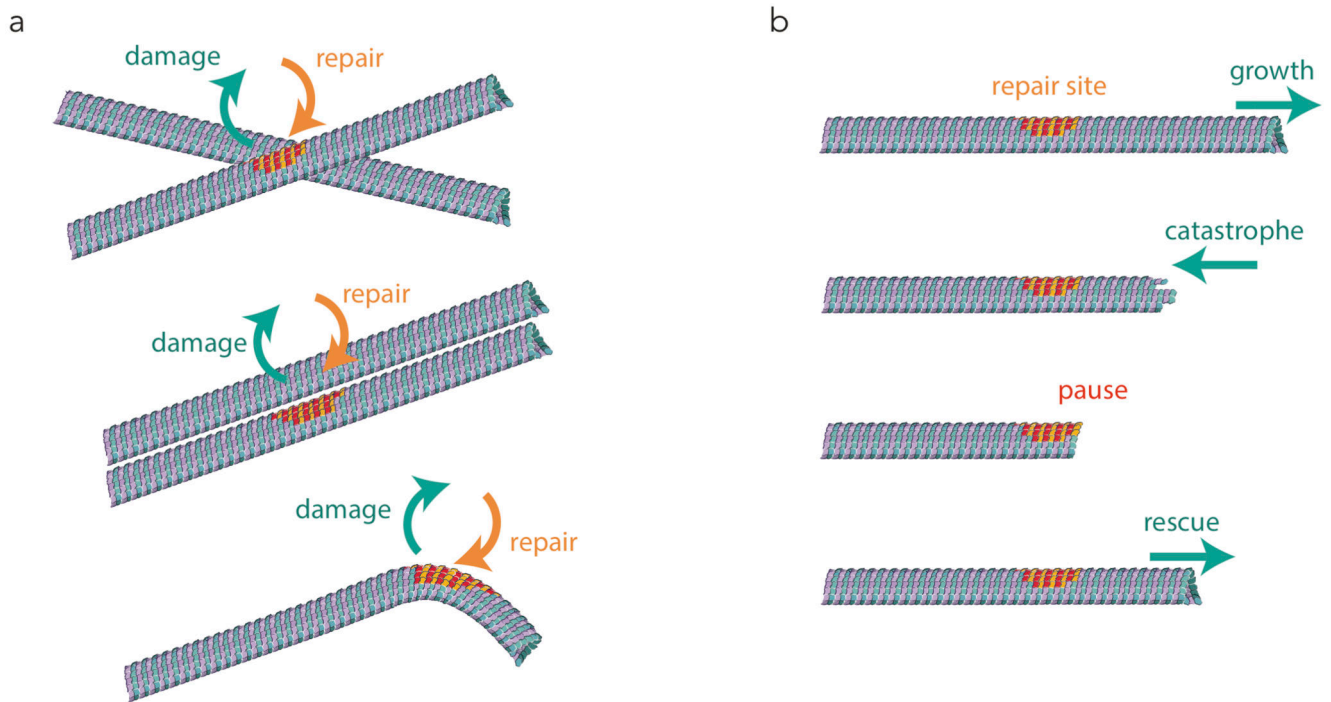 a
damage
repair
repair
damage
damage
repair
b
repair site
growth
catastrophe
pause
rescue